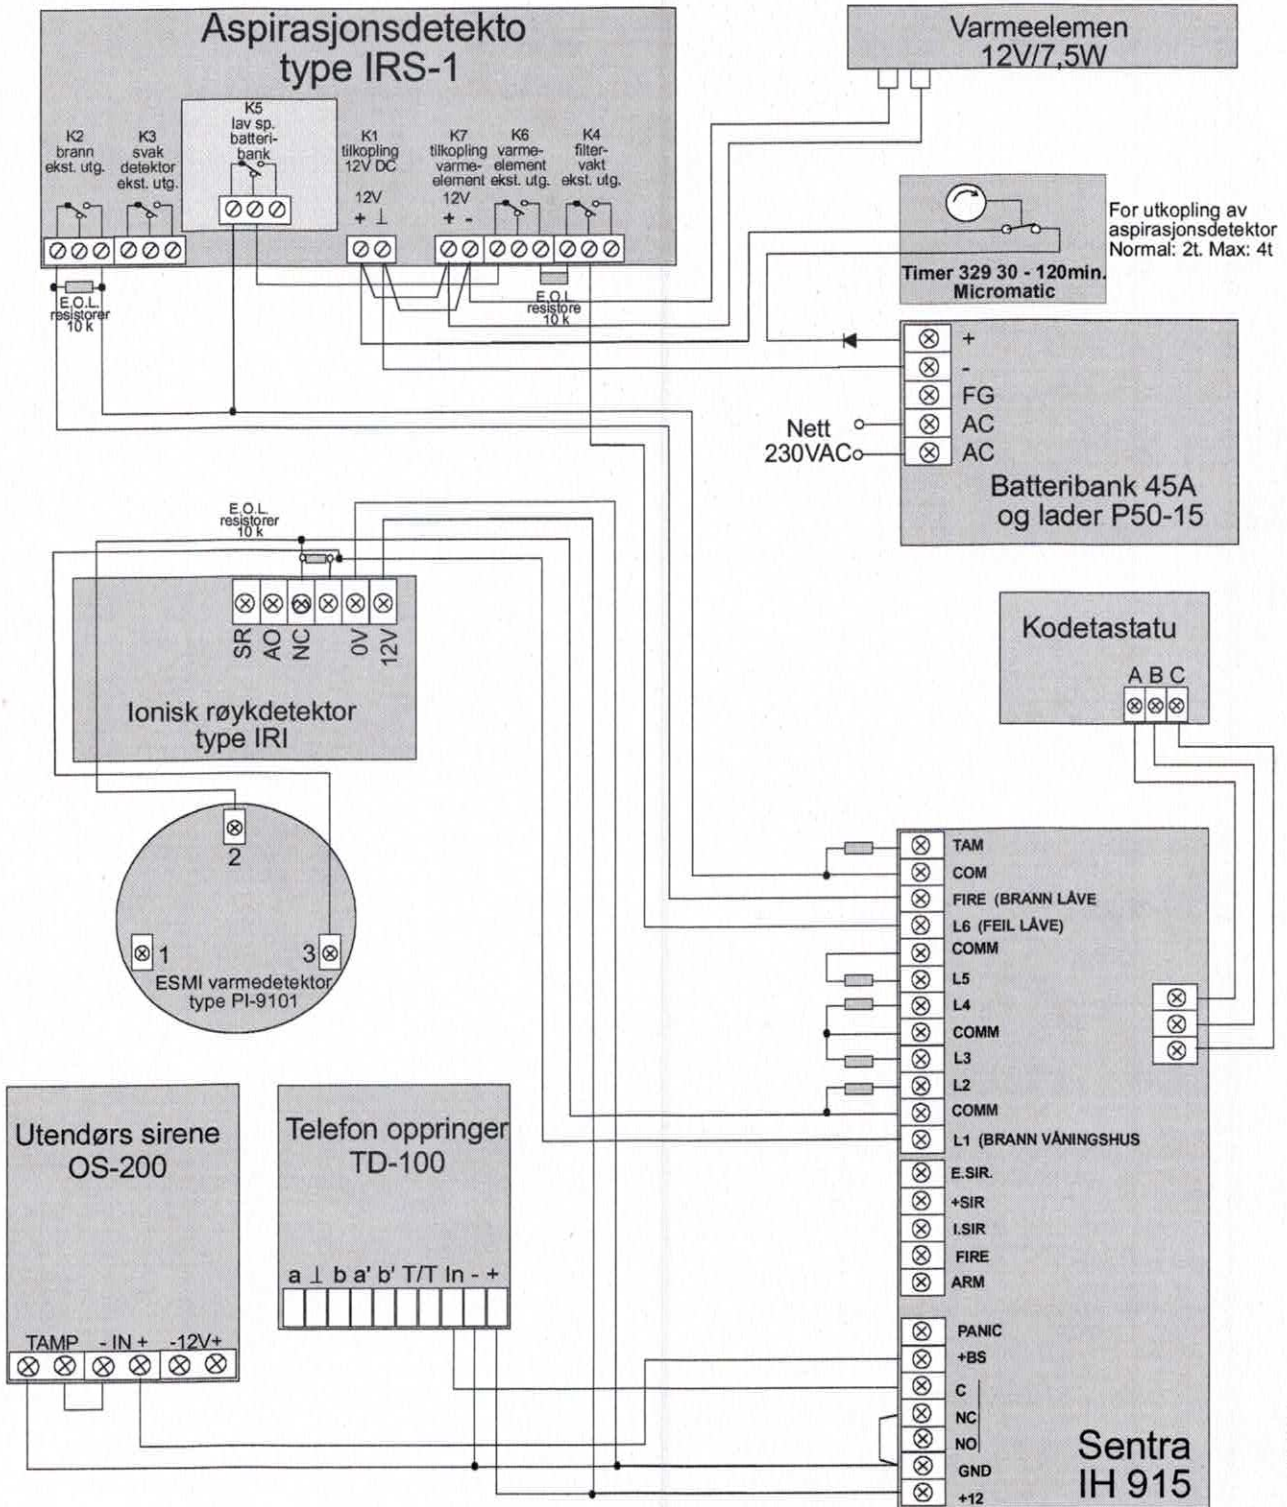 Aspirasjonsdetekto
type IRS-1
K2
brann
ekst. utg.
K3
svak
detektor
ekst. utg.
K5
lav sp.
batteri-
bank
K1
tilkopling
12V DC
12V
+ ⊥
K7
tilkopling
varme-
element
12V
+ -
K6
varme-
element
ekst. utg.
K4
filter-
vakt
ekst. utg.
E.O.L.
resistorer
10 k
E.O.L.
resistore
10 k
Varmeelemen
12V/7,5W
Timer 329 30 - 120min.
Micromatic
For utkopling av
aspirasjonsdetektor
Normal: 2t. Max: 4t
+
-
FG
AC
AC
Nett
230VAC
Batteribank 45A
og lader P50-15
E.O.L.
resistorer
10 k
SR
AO
NC
0V
12V
Ionisk røykdetektor
type IRI
Kodetastatu
A B C
2
1
3
ESMI varmedetektor
type PI-9101
TAM
COM
FIRE (BRANN LÅVE
L6 (FEIL LÅVE)
COMM
L5
L4
COMM
L3
L2
COMM
L1 (BRANN VÅNINGSHUS
E.SIR.
+SIR
I.SIR
FIRE
ARM
PANIC
+BS
C
NC
NO
GND
+12
Sentra
IH 915
Utendørs sirene
OS-200
TAMP - IN + -12V+
Telefon oppringer
TD-100
a ⊥ b a' b' T/T In - +